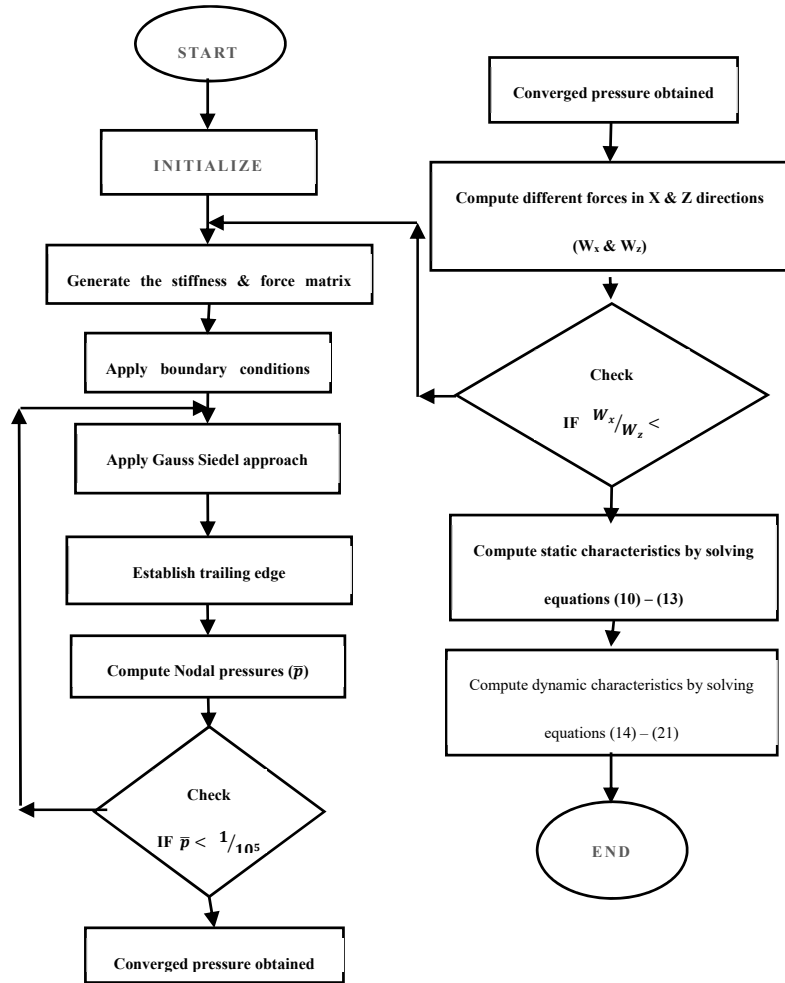 START
INITIALIZE
Generate the stiffness & force matrix
Apply boundary conditions
Apply Gauss Siedel approach
Establish trailing edge
Compute Nodal pressures (p̅)
Check
IF p̅ < 1/10⁵
Converged pressure obtained
Converged pressure obtained
Compute different forces in X & Z directions
(Wₓ & W_z)
Check
IF Wₓ/W_z <
Compute static characteristics by solving
equations (10) – (13)
Compute dynamic characteristics by solving
equations (14) – (21)
END